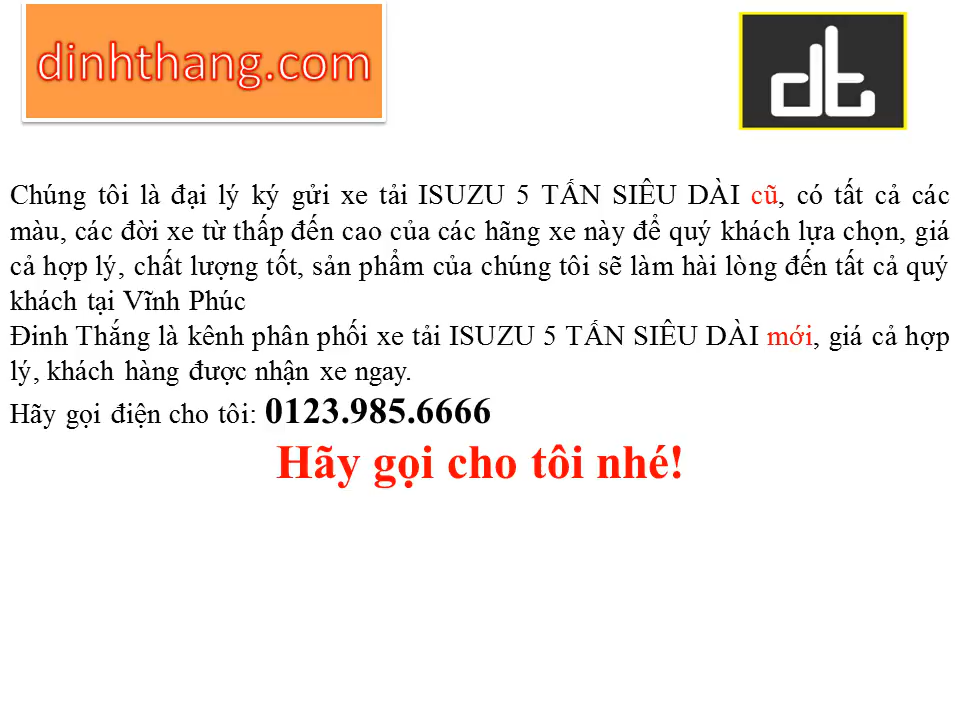 dinhthang.com
dt
Chúng tôi là đại lý ký gửi xe tải ISUZU 5 TẤN SIÊU DÀI cũ, có tất cả các
màu, các đời xe từ thấp đến cao của các hãng xe này để quý khách lựa chọn, giá
cả hợp lý, chất lượng tốt, sản phẩm của chúng tôi sẽ làm hài lòng đến tất cả quý
khách tại Vĩnh Phúc
Đinh Thắng là kênh phân phối xe tải ISUZU 5 TẤN SIÊU DÀI mới, giá cả hợp
lý, khách hàng được nhận xe ngay.
Hãy gọi điện cho tôi: 0123.985.6666
Hãy gọi cho tôi nhé!